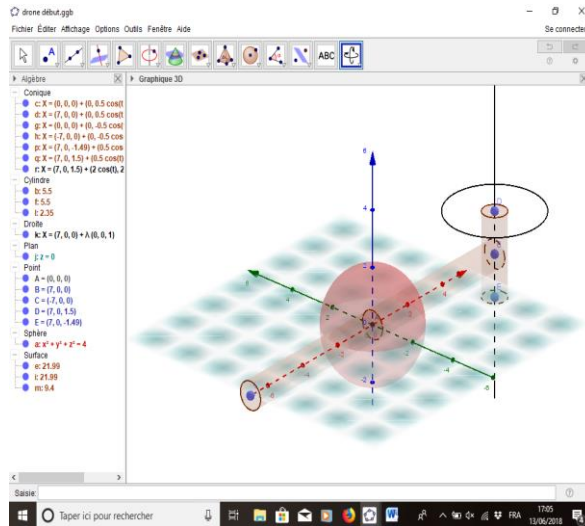 drone début.ggb
Fichier Éditer Affichage Options Outils Fenêtre Aide
Se connecter
ABC
Algèbre
Graphique 3D
Conique
c: X = (0, 0, 0) + (0, 0.5 cos(t
d: X = (7, 0, 0) + (0, 0.5 cos(t
g: X = (0, 0, 0) + (0, -0.5 cos(
h: X = (-7, 0, 0) + (0, -0.5 cos
p: X = (7, 0, -1.49) + (0.5 cos
q: X = (7, 0, 1.5) + (0.5 cos(t)
r: X = (7, 0, 1.5) + (2 cos(t), 2
Cylindre
b: 5.5
f: 5.5
l: 2.35
Droite
k: X = (7, 0, 0) + λ (0, 0, 1)
Plan
j: z = 0
Point
A = (0, 0, 0)
B = (7, 0, 0)
C = (-7, 0, 0)
D = (7, 0, 1.5)
E = (7, 0, -1.49)
Sphère
a: x² + y² + z² = 4
Surface
e: 21.99
i: 21.99
m: 9.4
Saisie:
Taper ici pour rechercher
FRA
17:05
13/06/2018